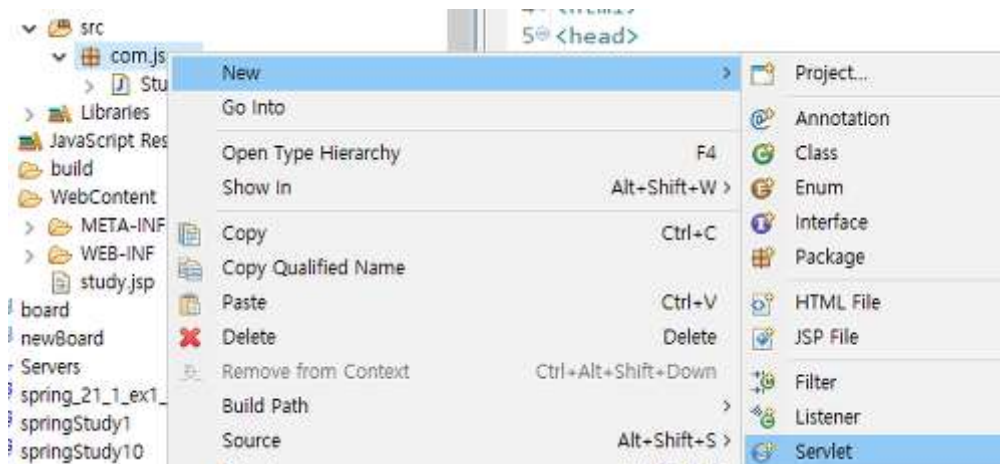 src
5 <head>
com.js
Stu
Libraries
JavaScript Res
build
WebContent
META-INF
WEB-INF
study.jsp
board
newBoard
Servers
spring_21_1_ex1_
springStudy1
springStudy10
New
Go Into
Open Type Hierarchy F4
Show In Alt+Shift+W >
Copy Ctrl+C
Copy Qualified Name
Paste Ctrl+V
Delete Delete
Remove from Context Ctrl+Alt+Shift+Down
Build Path
Source Alt+Shift+S >
Project...
Annotation
Class
Enum
Interface
Package
HTML File
JSP File
Filter
Listener
Servlet